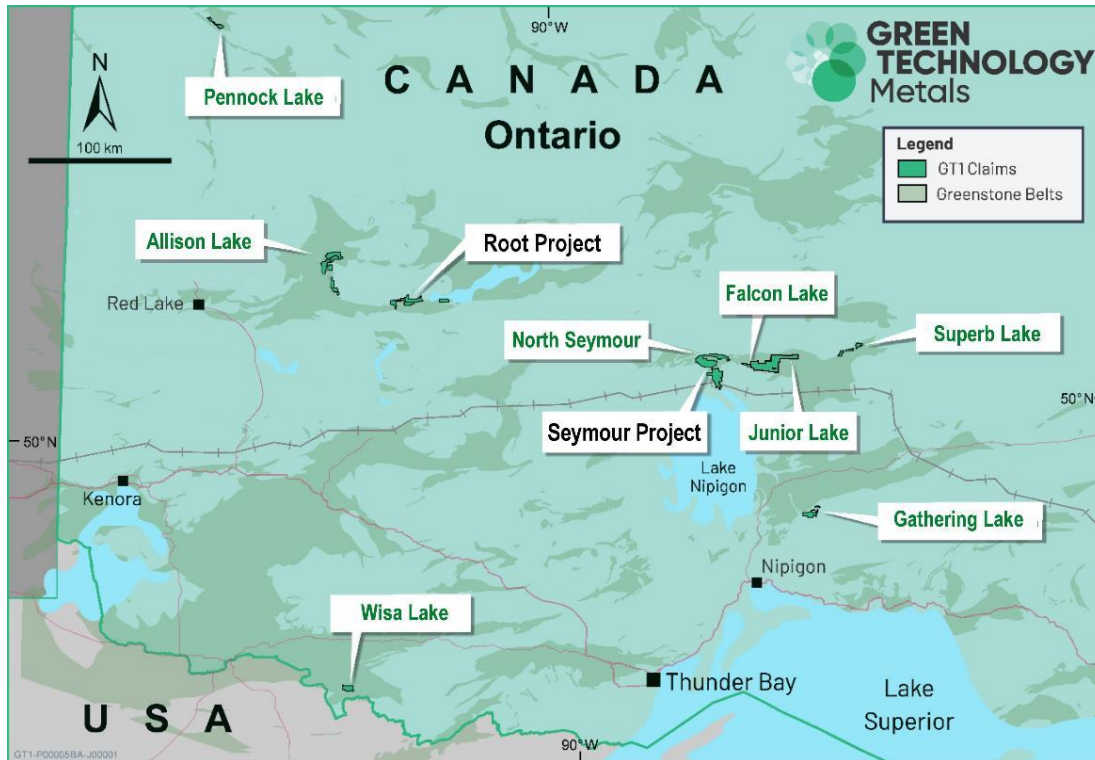 90°W
GREEN
TECHNOLOGY
Metals
N
Pennock Lake
CANADA
Ontario
100 km
Legend
GT1 Claims
Greenstone Belts
Allison Lake
Root Project
Red Lake
Falcon Lake
North Seymour
Superb Lake
50°N
Seymour Project
Junior Lake
50°N
Lake
Nipigon
Kenora
Gathering Lake
Nipigon
Wisa Lake
Thunder Bay
Lake
Superior
USA
90°W
GT1-P00005BA-J00001